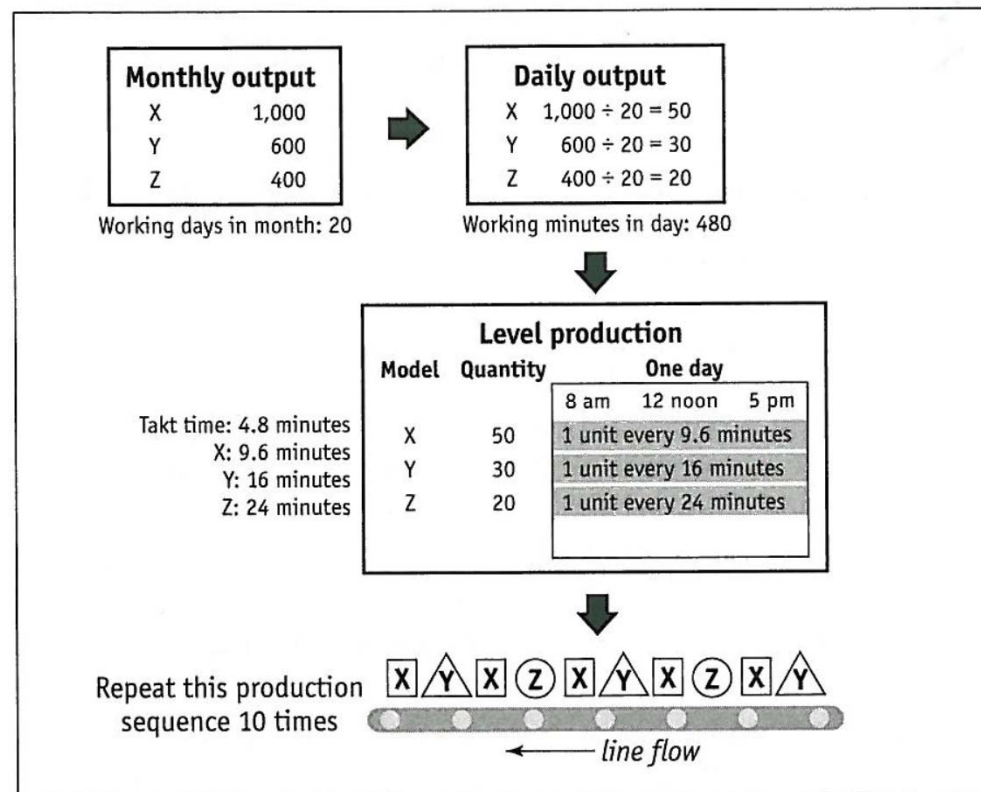 Monthly output
X 1,000
Y 600
Z 400
Working days in month: 20
Daily output
X 1,000 ÷ 20 = 50
Y 600 ÷ 20 = 30
Z 400 ÷ 20 = 20
Working minutes in day: 480
Level production
Model Quantity One day
8 am 12 noon 5 pm
X 50 1 unit every 9.6 minutes
Y 30 1 unit every 16 minutes
Z 20 1 unit every 24 minutes
Takt time: 4.8 minutes
X: 9.6 minutes
Y: 16 minutes
Z: 24 minutes
Repeat this production
sequence 10 times
X Y X Z X Y X Z X Y
line flow